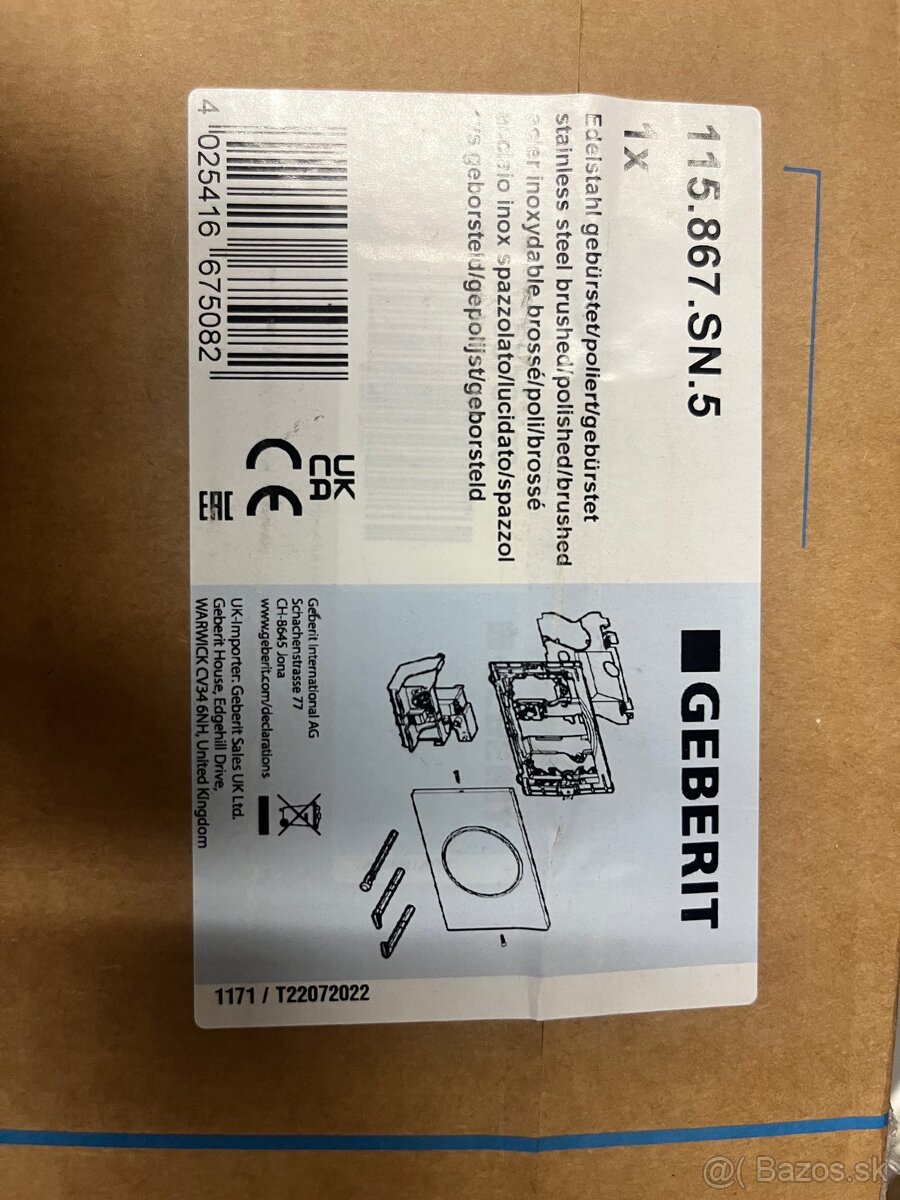 115.867.SN.5
1x
Edelstahl gebürstet/poliert/gebürstet
stainless steel brushed/polished/brushed
acier inoxydable brossé/poli/brossé
acciaio inox spazzolato/lucidato/spazzol
geborsteld/gepolijst/geborsteld
4 025416 675082
UK
CA
CE
EAC
GEBERIT
Geberit International AG
Schachenstrasse 77
CH-8645 Jona
www.geberit.com/declarations
UK-Importer: Geberit Sales UK Ltd.
Geberit House, Edgehill Drive,
WARWICK CV34 6NH, United Kingdom
1171 / T22072022
@( Bazos.sk